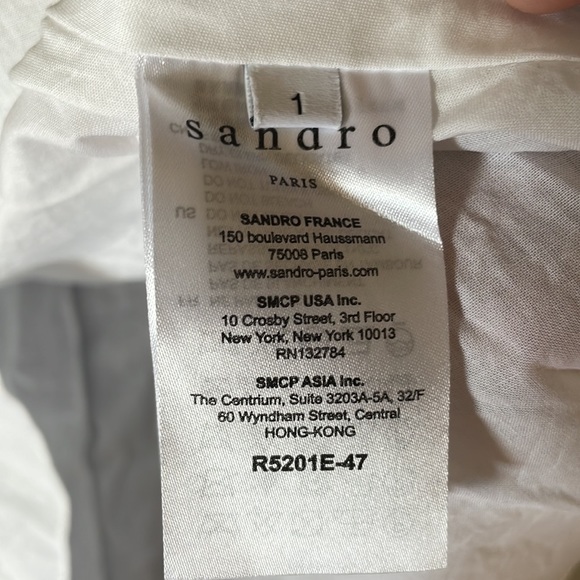 1
sandro
PARIS
SANDRO FRANCE
150 boulevard Haussmann
75008 Paris
www.sandro-paris.com
SMCP USA Inc.
10 Crosby Street, 3rd Floor
New York, New York 10013
RN132784
SMCP ASIA Inc.
The Centrium, Suite 3203A-5A, 32/F
60 Wyndham Street, Central
HONG-KONG
R5201E-47
US
FR